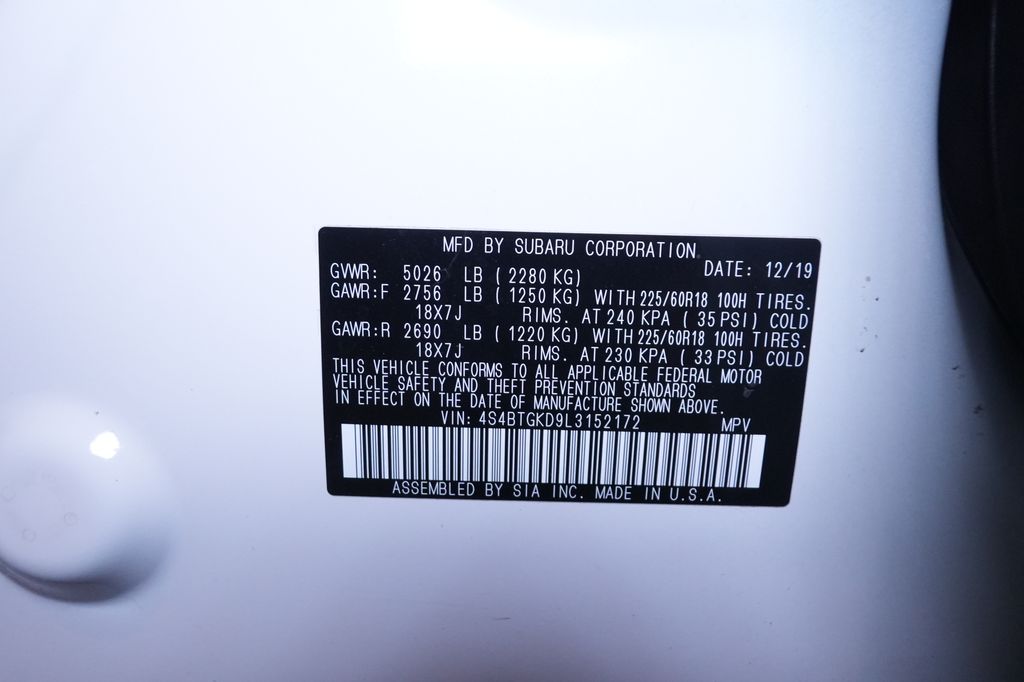 MFD BY SUBARU CORPORATION
DATE: 12/19
GVWR: 5026 LB (2280 KG)
GAWR:F 2756 LB (1250 KG) WITH 225/60R18 100H TIRES.
18X7J RIMS. AT 240 KPA (35 PSI) COLD
GAWR:R 2690 LB (1220 KG) WITH 225/60R18 100H TIRES.
18X7J RIMS. AT 230 KPA (33 PSI) COLD
THIS VEHICLE CONFORMS TO ALL APPLICABLE FEDERAL MOTOR
VEHICLE SAFETY AND THEFT PREVENTION STANDARDS
IN EFFECT ON THE DATE OF MANUFACTURE SHOWN ABOVE.
VIN: 4S4BTGKD9L3152172 MPV
ASSEMBLED BY SIA INC. MADE IN U.S.A.